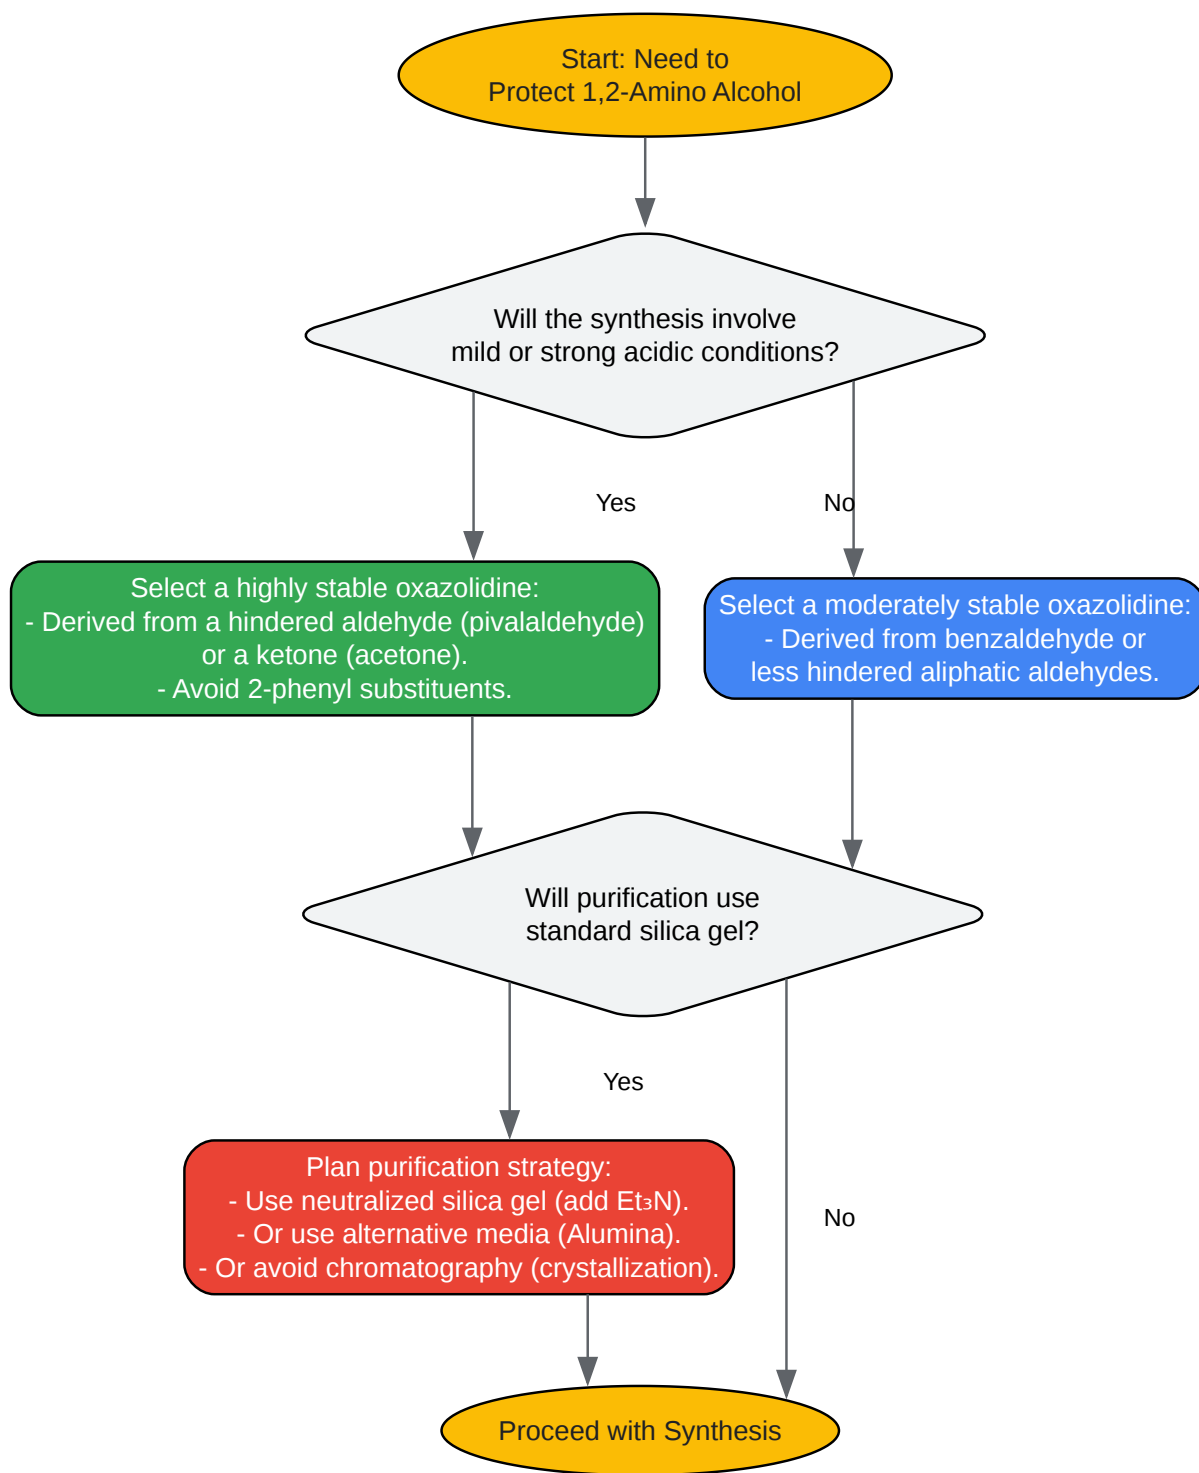 Start: Need to
Protect 1,2-Amino Alcohol
Will the synthesis involve
mild or strong acidic conditions?
Yes
No
Select a highly stable oxazolidine:
- Derived from a hindered aldehyde (pivalaldehyde)
or a ketone (acetone).
- Avoid 2-phenyl substituents.
Select a moderately stable oxazolidine:
- Derived from benzaldehyde or
less hindered aliphatic aldehydes.
Will purification use
standard silica gel?
Yes
No
Plan purification strategy:
- Use neutralized silica gel (add Et₃N).
- Or use alternative media (Alumina).
- Or avoid chromatography (crystallization).
Proceed with Synthesis